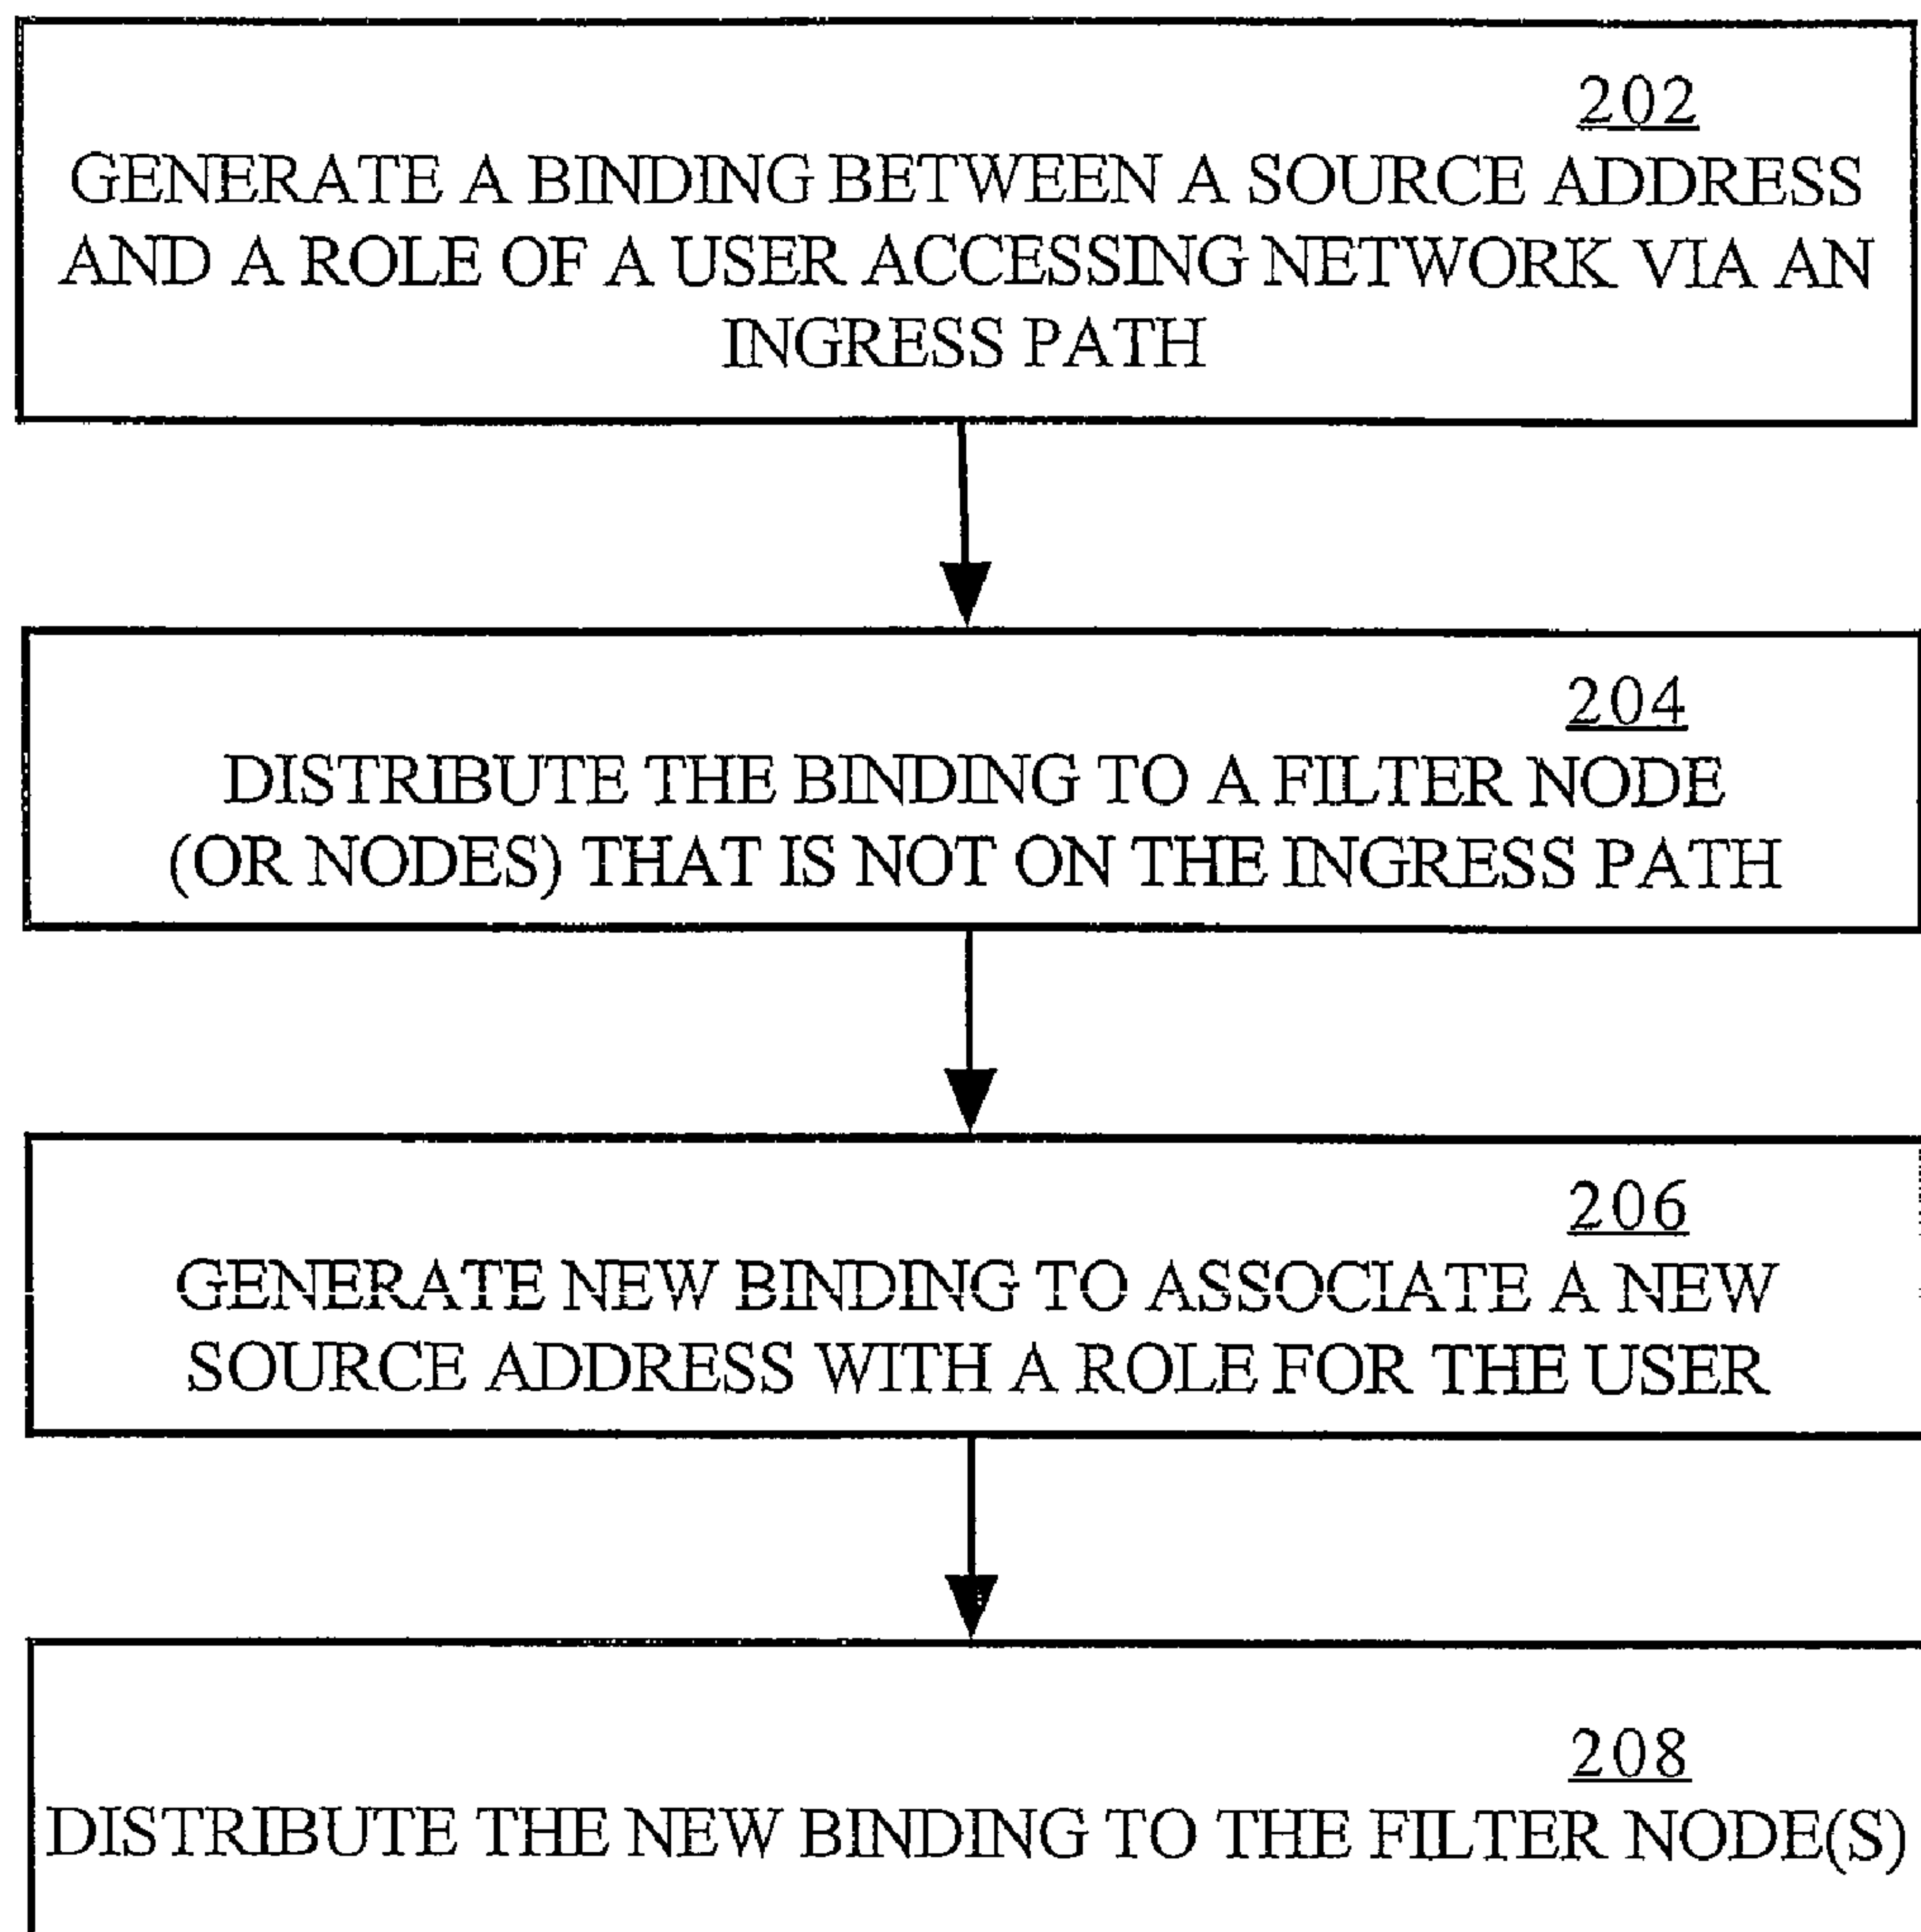 202
GENERATE A BINDING BETWEEN A SOURCE ADDRESS
AND A ROLE OF A USER ACCESSING NETWORK VIA AN
INGRESS PATH
204
DISTRIBUTE THE BINDING TO A FILTER NODE
(OR NODES) THAT IS NOT ON THE INGRESS PATH
206
GENERATE NEW BINDING TO ASSOCIATE A NEW
SOURCE ADDRESS WITH A ROLE FOR THE USER
208
DISTRIBUTE THE NEW BINDING TO THE FILTER NODE(S)